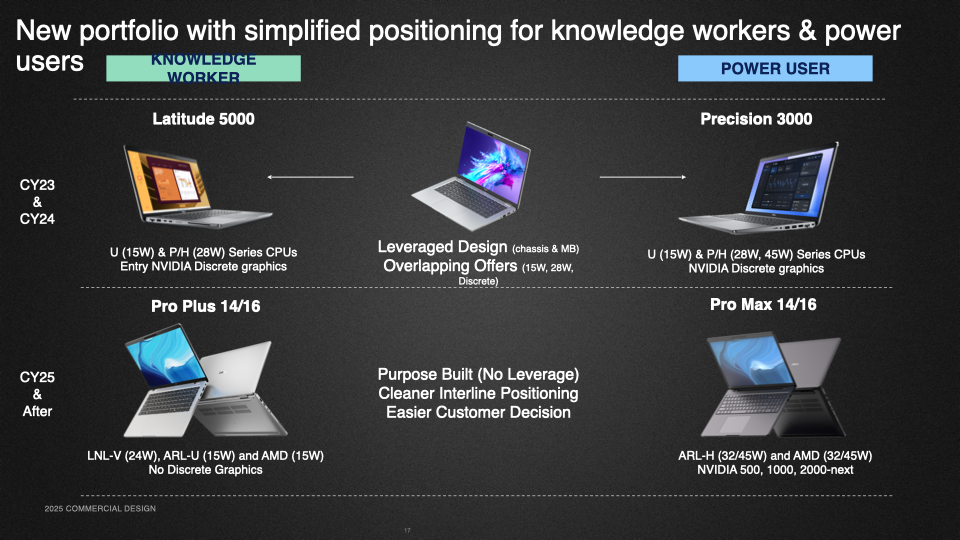 New portfolio with simplified positioning for knowledge workers & power
users
KNOWLEDGE
WORKER
POWER USER
Latitude 5000
Precision 3000
CY23
&
CY24
U (15W) & P/H (28W) Series CPUs
Entry NVIDIA Discrete graphics
Leveraged Design (chassis & MB)
Overlapping Offers (15W, 28W,
Discrete)
U (15W) & P/H (28W, 45W) Series CPUs
NVIDIA Discrete graphics
Pro Plus 14/16
Pro Max 14/16
CY25
&
After
Purpose Built (No Leverage)
Cleaner Interline Positioning
Easier Customer Decision
LNL-V (24W), ARL-U (15W) and AMD (15W)
No Discrete Graphics
ARL-H (32/45W) and AMD (32/45W)
NVIDIA 500, 1000, 2000-next
2025 COMMERCIAL DESIGN
17